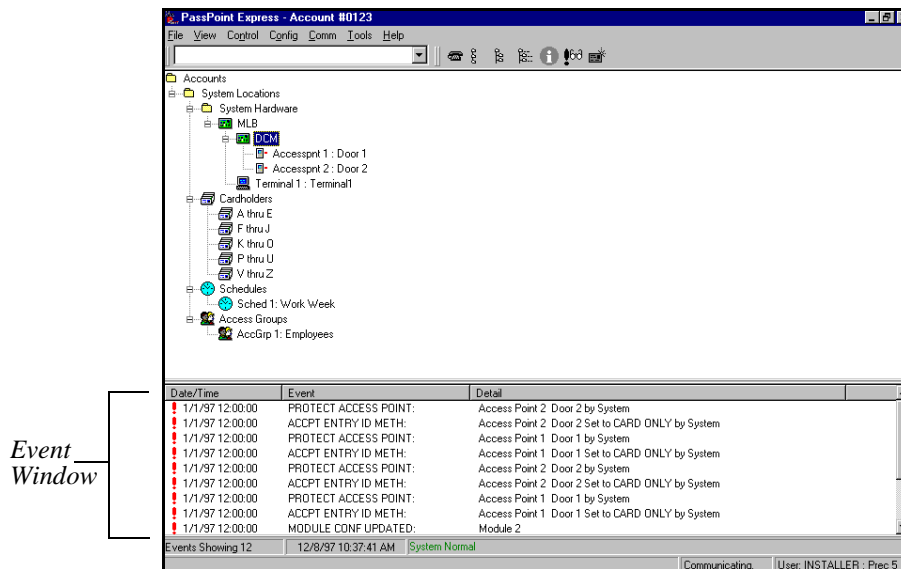 PassPoint Express - Account #0123
File View Control Config Comm Tools Help
Accounts
System Locations
System Hardware
MLB
DCM
Accesspnt 1 : Door 1
Accesspnt 2 : Door 2
Terminal 1 : Terminal1
Cardholders
A thru E
F thru J
K thru O
P thru U
V thru Z
Schedules
Sched 1: Work Week
Access Groups
AccGrp 1: Employees
Event Window
Date/Time Event Detail
1/1/97 12:00:00 PROTECT ACCESS POINT: Access Point 2 Door 2 by System
1/1/97 12:00:00 ACCPT ENTRY ID METH: Access Point 2 Door 2 Set to CARD ONLY by System
1/1/97 12:00:00 PROTECT ACCESS POINT: Access Point 1 Door 1 by System
1/1/97 12:00:00 ACCPT ENTRY ID METH: Access Point 1 Door 1 Set to CARD ONLY by System
1/1/97 12:00:00 PROTECT ACCESS POINT: Access Point 2 Door 2 by System
1/1/97 12:00:00 ACCPT ENTRY ID METH: Access Point 2 Door 2 Set to CARD ONLY by System
1/1/97 12:00:00 PROTECT ACCESS POINT: Access Point 1 Door 1 by System
1/1/97 12:00:00 ACCPT ENTRY ID METH: Access Point 1 Door 1 Set to CARD ONLY by System
1/1/97 12:00:00 MODULE CONF UPDATED: Module 2
Events Showing 12 12/8/97 10:37:41 AM System Normal
Communicating. User: INSTALLER : Prec 5